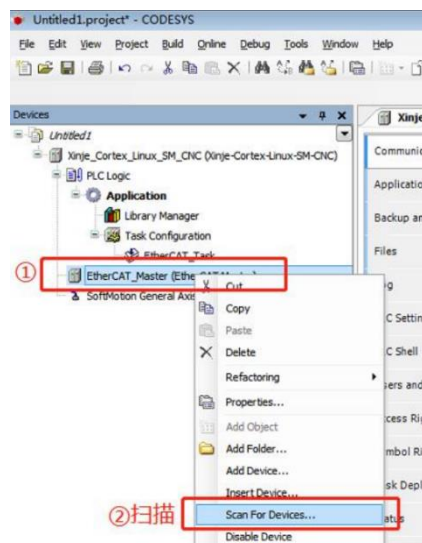 Untitled1.project* - CODESYS
File Edit View Project Build Online Debug Tools Window Help
Devices
Xinje
Untitled1
Xinje_Cortex_Linux_SM_CNC (Xinje-Cortex-Linux-SM-CNC)
Communic
PLC Logic
Application
Applicatio
Library Manager
Backup an
Task Configuration
EtherCAT_Task
Files
①
EtherCAT_Master
Cut
og
SoftMotion General Axis
Copy
C Settin
Paste
Delete
C Shell
Refactoring
sers and
Properties...
Add Object
ccess Rig
Add Folder...
mbol Ri
Add Device...
Insert Device...
sk Depl
②扫描
Scan For Devices...
atus
Disable Device